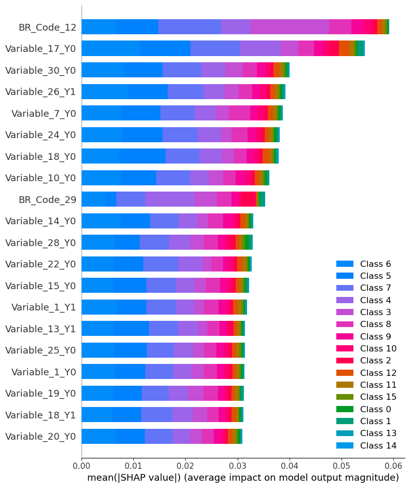 BR_Code_12
Variable_17_Y0
Variable_30_Y0
Variable_26_Y1
Variable_7_Y0
Variable_24_Y0
Variable_18_Y0
Variable_10_Y0
BR_Code_29
Variable_14_Y0
Variable_28_Y0
Variable_22_Y0
Variable_15_Y0
Variable_1_Y1
Variable_13_Y1
Variable_25_Y0
Variable_1_Y0
Variable_19_Y0
Variable_18_Y1
Variable_20_Y0
Class 6
Class 5
Class 7
Class 4
Class 3
Class 8
Class 9
Class 10
Class 2
Class 12
Class 11
Class 15
Class 0
Class 1
Class 13
Class 14
0.00 0.01 0.02 0.03 0.04 0.05 0.06
mean(|SHAP value|) (average impact on model output magnitude)